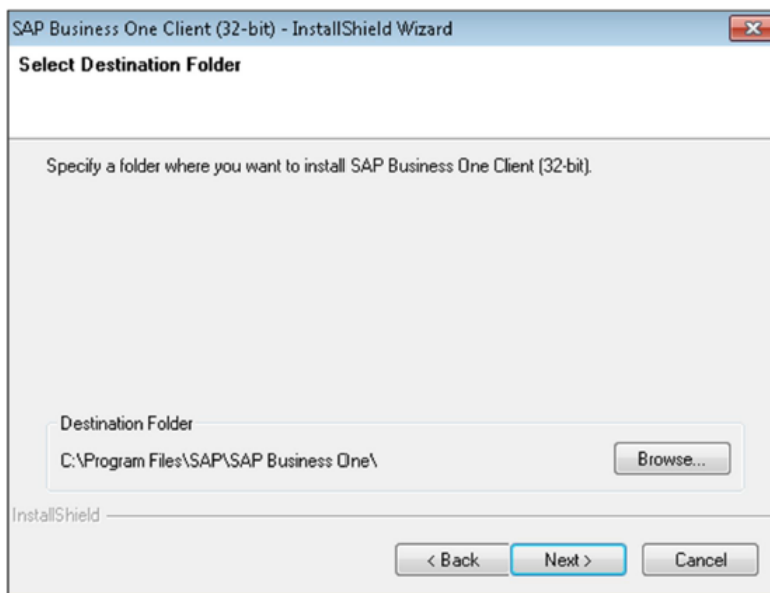 SAP Business One Client (32-bit) - InstallShield Wizard
Select Destination Folder
Specify a folder where you want to install SAP Business One Client (32-bit).
Destination Folder
C:\Program Files\SAP\SAP Business One\
Browse...
InstallShield
< Back
Next >
Cancel